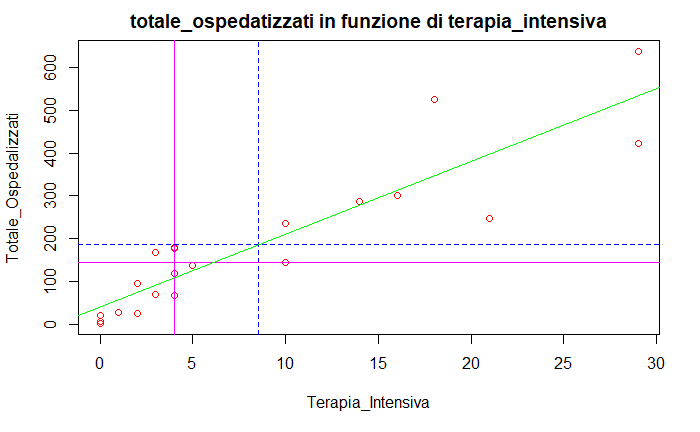 totale_ospedatizzati in funzione di terapia_intensiva
Totale_Ospedalizzati
600
500
400
300
200
100
0
0 5 10 15 20 25 30
Terapia_Intensiva